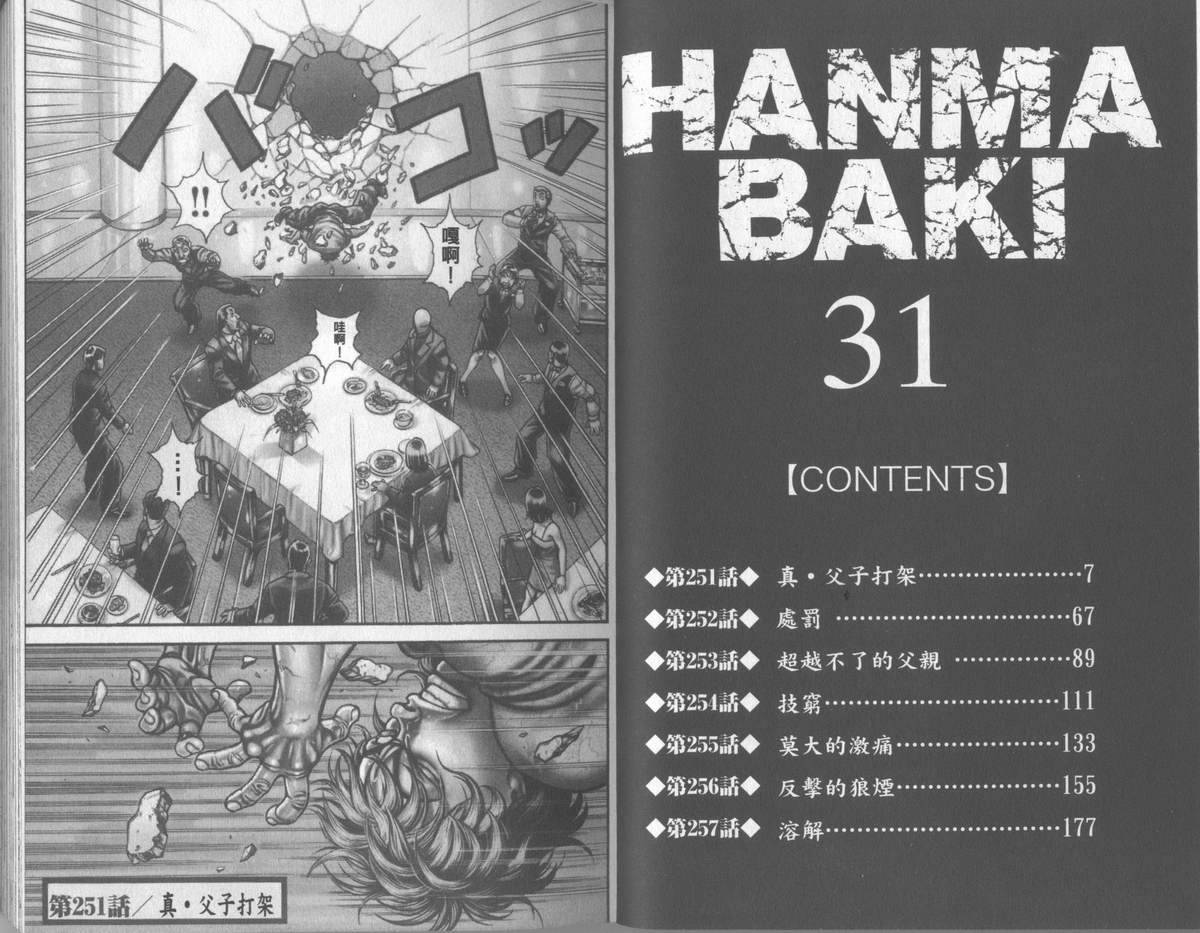 HANMA
BAKI
31
【CONTENTS】
◆第251話◆ 真・父子打架……………………7
◆第252話◆ 處罰 ……………………………67
◆第253話◆ 超越不了的父親 ……………89
◆第254話◆ 技窮……………………………111
◆第255話◆ 莫大的激痛……………………133
◆第256話◆ 反擊的狼煙……………………155
◆第257話◆ 溶解……………………………177
バコッ
!!
嘎啊！
哇啊！
…！
第251話／真・父子打架